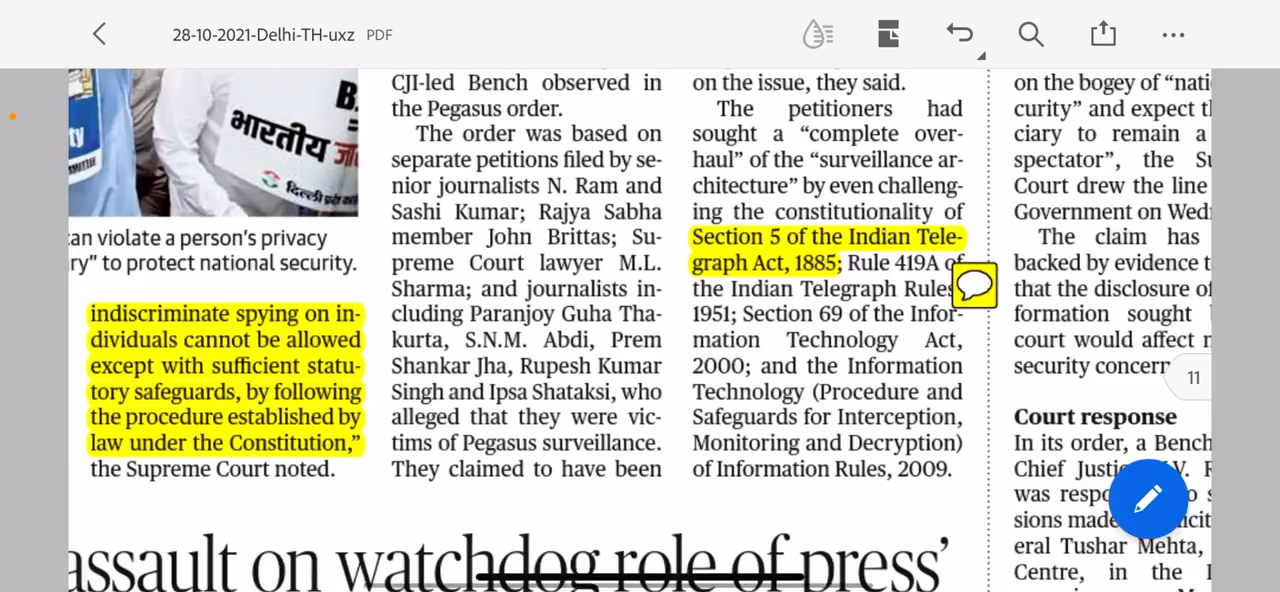 28-10-2021-Delhi-TH-uxz PDF
भारतीय
दिल्ली
can violate a person's privacy
to protect national security.
indiscriminate spying on in-
dividuals cannot be allowed
except with sufficient statu-
tory safeguards, by following
the procedure established by
law under the Constitution,"
the Supreme Court noted.
CJI-led Bench observed in
the Pegasus order.
The order was based on
separate petitions filed by se-
nior journalists N. Ram and
Sashi Kumar; Rajya Sabha
member John Brittas; Su-
preme Court lawyer M.L.
Sharma; and journalists in-
cluding Paranjoy Guha Tha-
kurta, S.N.M. Abdi, Prem
Shankar Jha, Rupesh Kumar
Singh and Ipsa Shataksi, who
alleged that they were vic-
tims of Pegasus surveillance.
They claimed to have been
on the issue, they said.
The petitioners had
sought a "complete over-
haul" of the "surveillance ar-
chitecture" by even challeng-
ing the constitutionality of
Section 5 of the Indian Tele-
graph Act, 1885; Rule 419A of
the Indian Telegraph Rules
1951; Section 69 of the Infor-
mation Technology Act,
2000; and the Information
Technology (Procedure and
Safeguards for Interception,
Monitoring and Decryption)
of Information Rules, 2009.
on the bogey of "nati
curity" and expect t
ciary to remain a
spectator", the Su
Court drew the line
Government on Wed
The claim has
backed by evidence t
that the disclosure of
formation sought
court would affect n
security concern
11
Court response
In its order, a Bench
Chief Justic V. R
was respo to s
sions made icit
eral Tushar Mehta,
Centre, in the
assault on watchdog role of press'